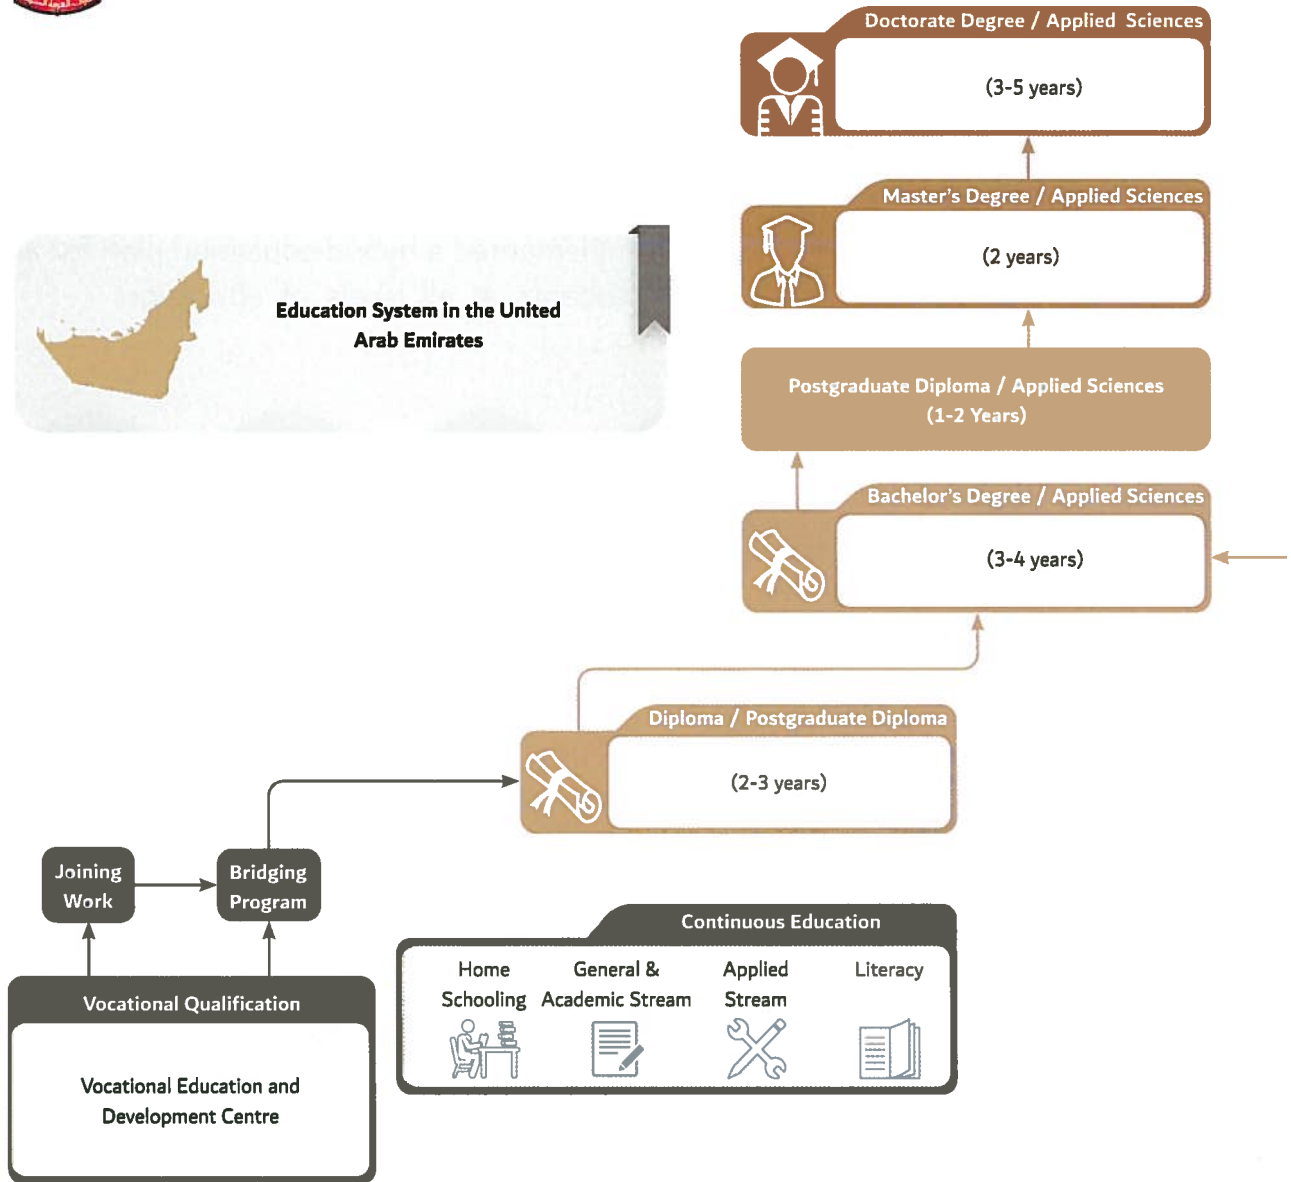 Doctorate Degree / Applied Sciences
(3-5 years)
Master's Degree / Applied Sciences
(2 years)
Education System in the United
Arab Emirates
Postgraduate Diploma / Applied Sciences
(1-2 Years)
Bachelor's Degree / Applied Sciences
(3-4 years)
Diploma / Postgraduate Diploma
(2-3 years)
Joining
Work
Bridging
Program
Continuous Education
Home
Schooling
General &
Academic Stream
Applied
Stream
Literacy
Vocational Qualification
Vocational Education and
Development Centre